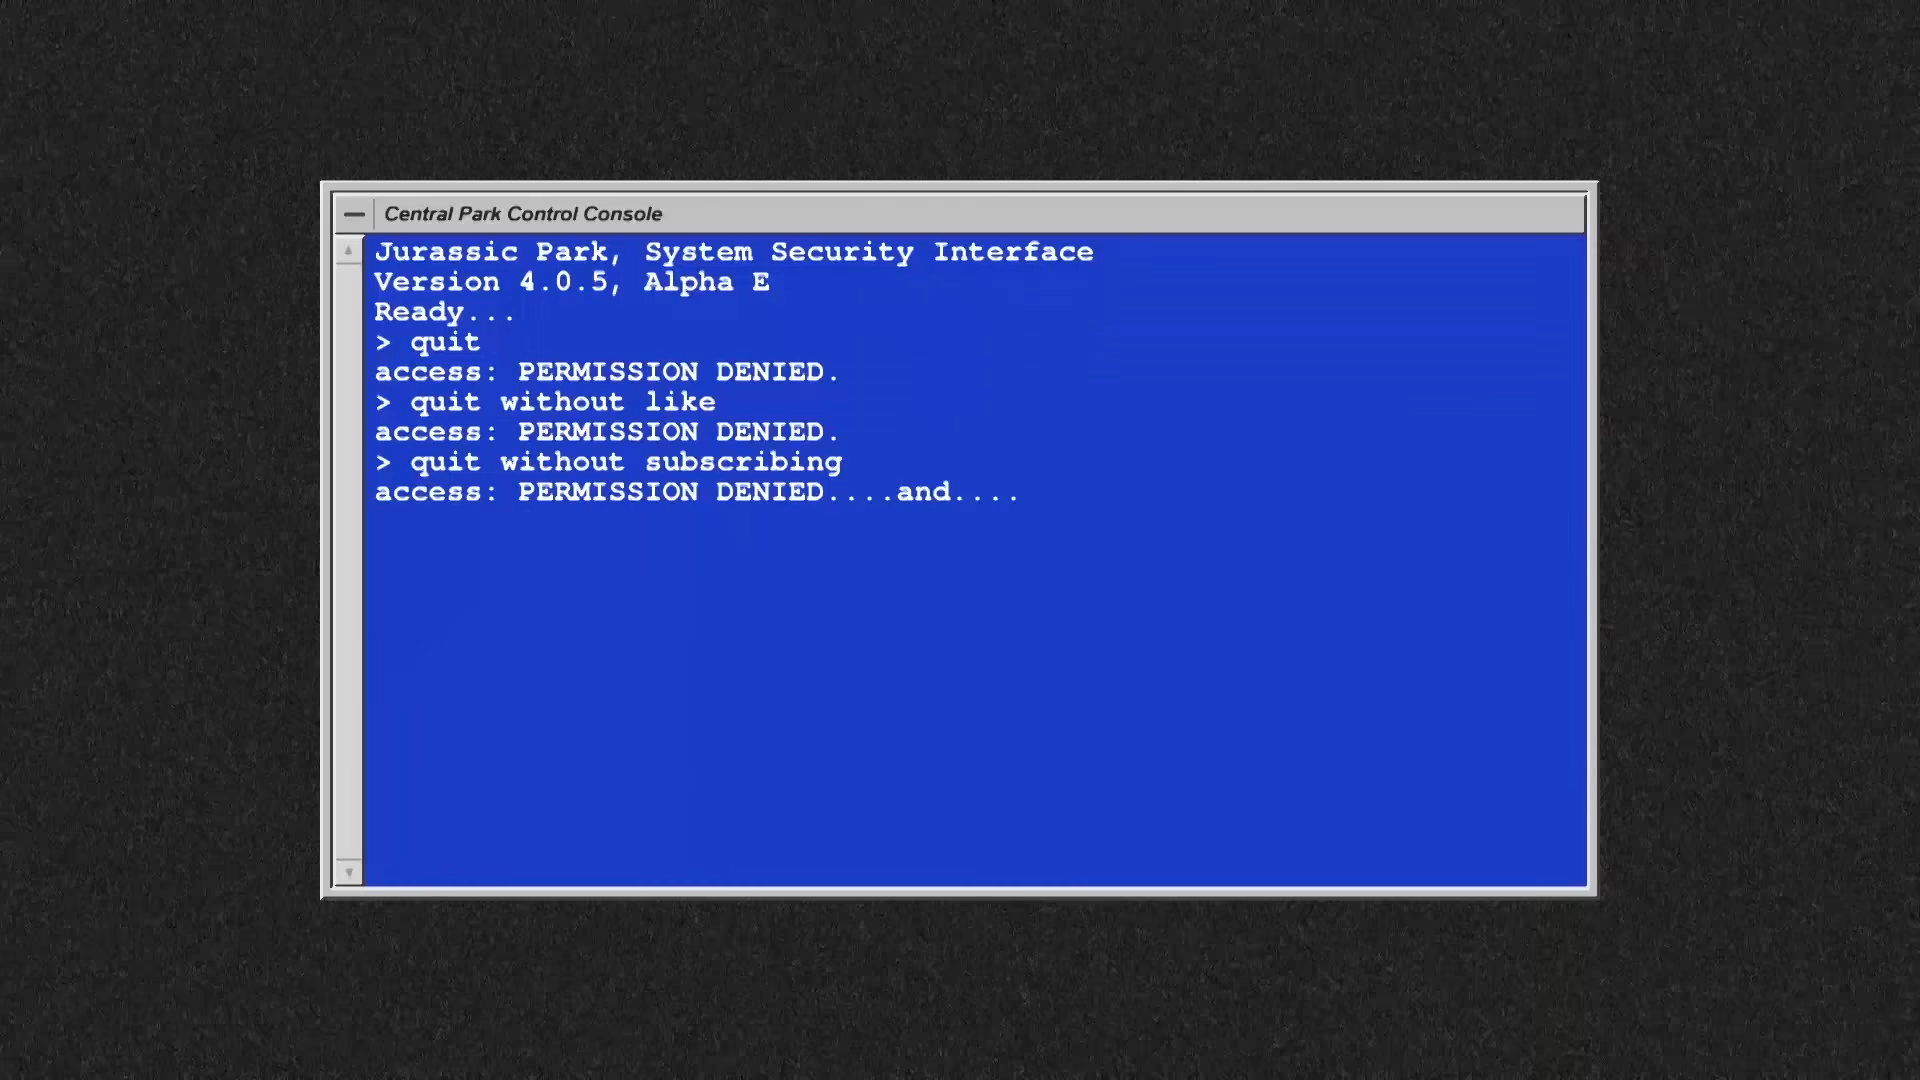 Central Park Control Console
Jurassic Park, System Security Interface
Version 4.0.5, Alpha E
Ready...
> quit
access: PERMISSION DENIED.
> quit without like
access: PERMISSION DENIED.
> quit without subscribing
access: PERMISSION DENIED....and....